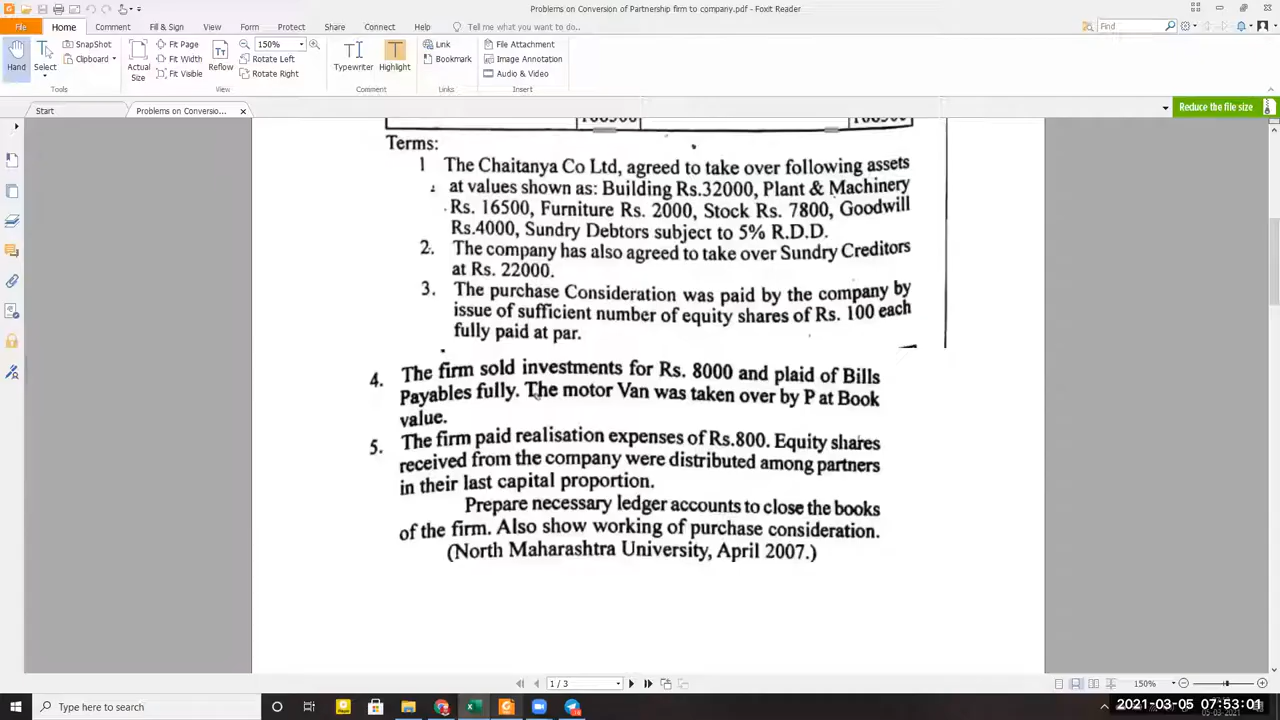 Problems on Conversion of Partnership firm to company.pdf - Foxit Reader
File Home Comment Fill & Sign View Form Protect Share Connect Help Tell me what you want to do.. Find
SnapShot Fit Page 150% Rotate Left Link File Attachment
Hand Select Clipboard Actual Size Fit Width Reflow Typewriter Highlight Bookmark Image Annotation
Fit Visible Rotate Right Audio & Video
Tools View Comment Links Insert
Start Problems on Conversio... Reduce the file size
Terms:
1 The Chaitanya Co Ltd, agreed to take over following assets
at values shown as: Building Rs.32000, Plant & Machinery
Rs. 16500, Furniture Rs. 2000, Stock Rs. 7800, Goodwill
Rs.4000, Sundry Debtors subject to 5% R.D.D.
2. The company has also agreed to take over Sundry Creditors
at Rs. 22000.
3. The purchase Consideration was paid by the company by
issue of sufficient number of equity shares of Rs. 100 each
fully paid at par.
4. The firm sold investments for Rs. 8000 and plaid of Bills
Payables fully. The motor Van was taken over by P at Book
value.
5. The firm paid realisation expenses of Rs.800. Equity shares
received from the company were distributed among partners
in their last capital proportion.
Prepare necessary ledger accounts to close the books
of the firm. Also show working of purchase consideration.
(North Maharashtra University, April 2007.)
1 / 3 150%
Type here to search
2021-03-05 07:53:01